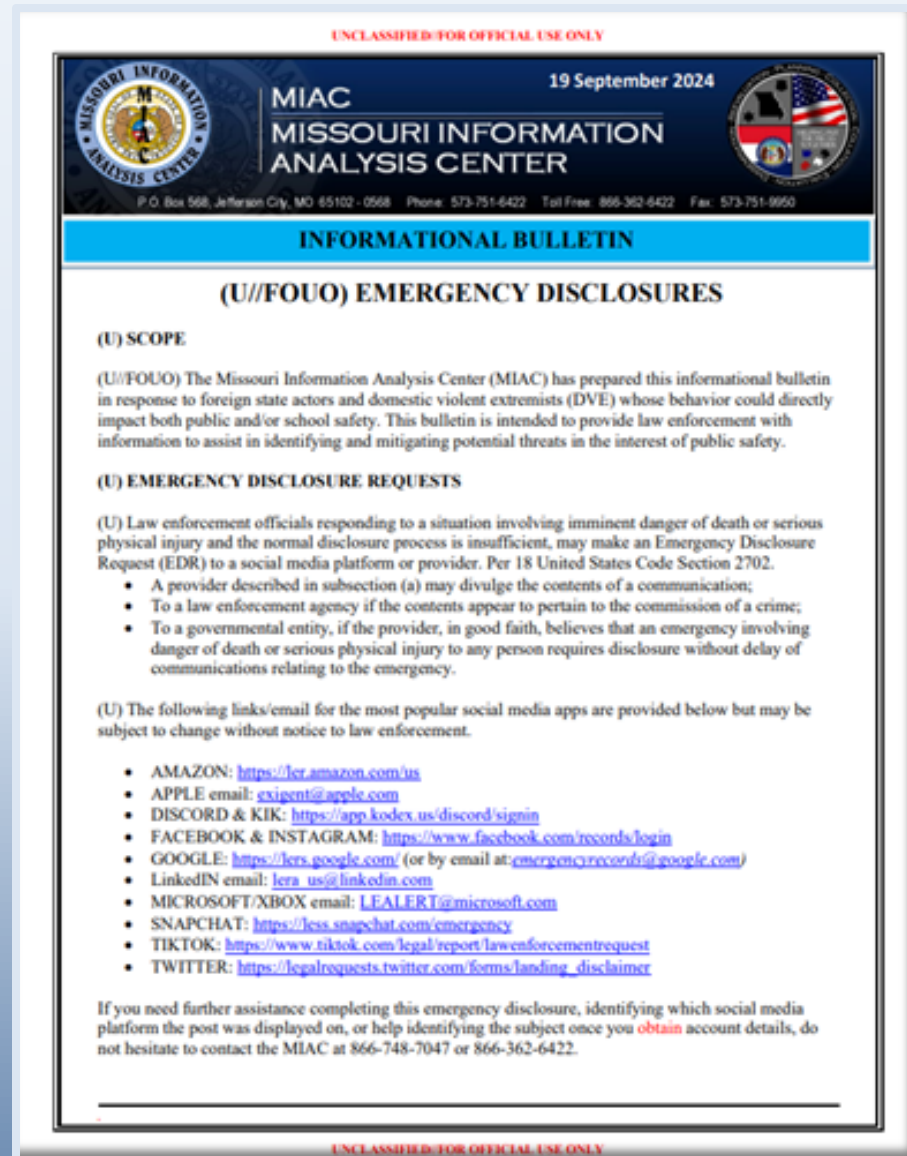 UNCLASSIFIED//FOR OFFICIAL USE ONLY
MISSOURI INFORMATION
MIAC
ANALYSIS CENTER
19 September 2024
MIAC
MISSOURI INFORMATION
ANALYSIS CENTER
P.O. Box 568, Jefferson City, MO 65102 - 0568 Phone: 573-751-6422 Toll Free: 866-362-6422 Fax: 573-751-9950
INFORMATIONAL BULLETIN
(U//FOUO) EMERGENCY DISCLOSURES
(U) SCOPE
(U//FOUO) The Missouri Information Analysis Center (MIAC) has prepared this informational bulletin
in response to foreign state actors and domestic violent extremists (DVE) whose behavior could directly
impact both public and/or school safety. This bulletin is intended to provide law enforcement with
information to assist in identifying and mitigating potential threats in the interest of public safety.
(U) EMERGENCY DISCLOSURE REQUESTS
(U) Law enforcement officials responding to a situation involving imminent danger of death or serious
physical injury and the normal disclosure process is insufficient, may make an Emergency Disclosure
Request (EDR) to a social media platform or provider. Per 18 United States Code Section 2702.
• A provider described in subsection (a) may divulge the contents of a communication;
• To a law enforcement agency if the contents appear to pertain to the commission of a crime;
• To a governmental entity, if the provider, in good faith, believes that an emergency involving
danger of death or serious physical injury to any person requires disclosure without delay of
communications relating to the emergency.
(U) The following links/email for the most popular social media apps are provided below but may be
subject to change without notice to law enforcement.
• AMAZON: https://ler.amazon.com/us
• APPLE email: exigent@apple.com
• DISCORD & KIK: https://app.kodex.us/discord/signin
• FACEBOOK & INSTAGRAM: https://www.facebook.com/records/login
• GOOGLE: https://lers.google.com/ (or by email at:emergencyrecords@google.com)
• LinkedIN email: lera_us@linkedin.com
• MICROSOFT/XBOX email: LEALERT@microsoft.com
• SNAPCHAT: https://less.snapchat.com/emergency
• TIKTOK: https://www.tiktok.com/legal/report/lawenforcementrequest
• TWITTER: https://legalrequests.twitter.com/forms/landing_disclaimer
If you need further assistance completing this emergency disclosure, identifying which social media
platform the post was displayed on, or help identifying the subject once you obtain account details, do
not hesitate to contact the MIAC at 866-748-7047 or 866-362-6422.
UNCLASSIFIED//FOR OFFICIAL USE ONLY